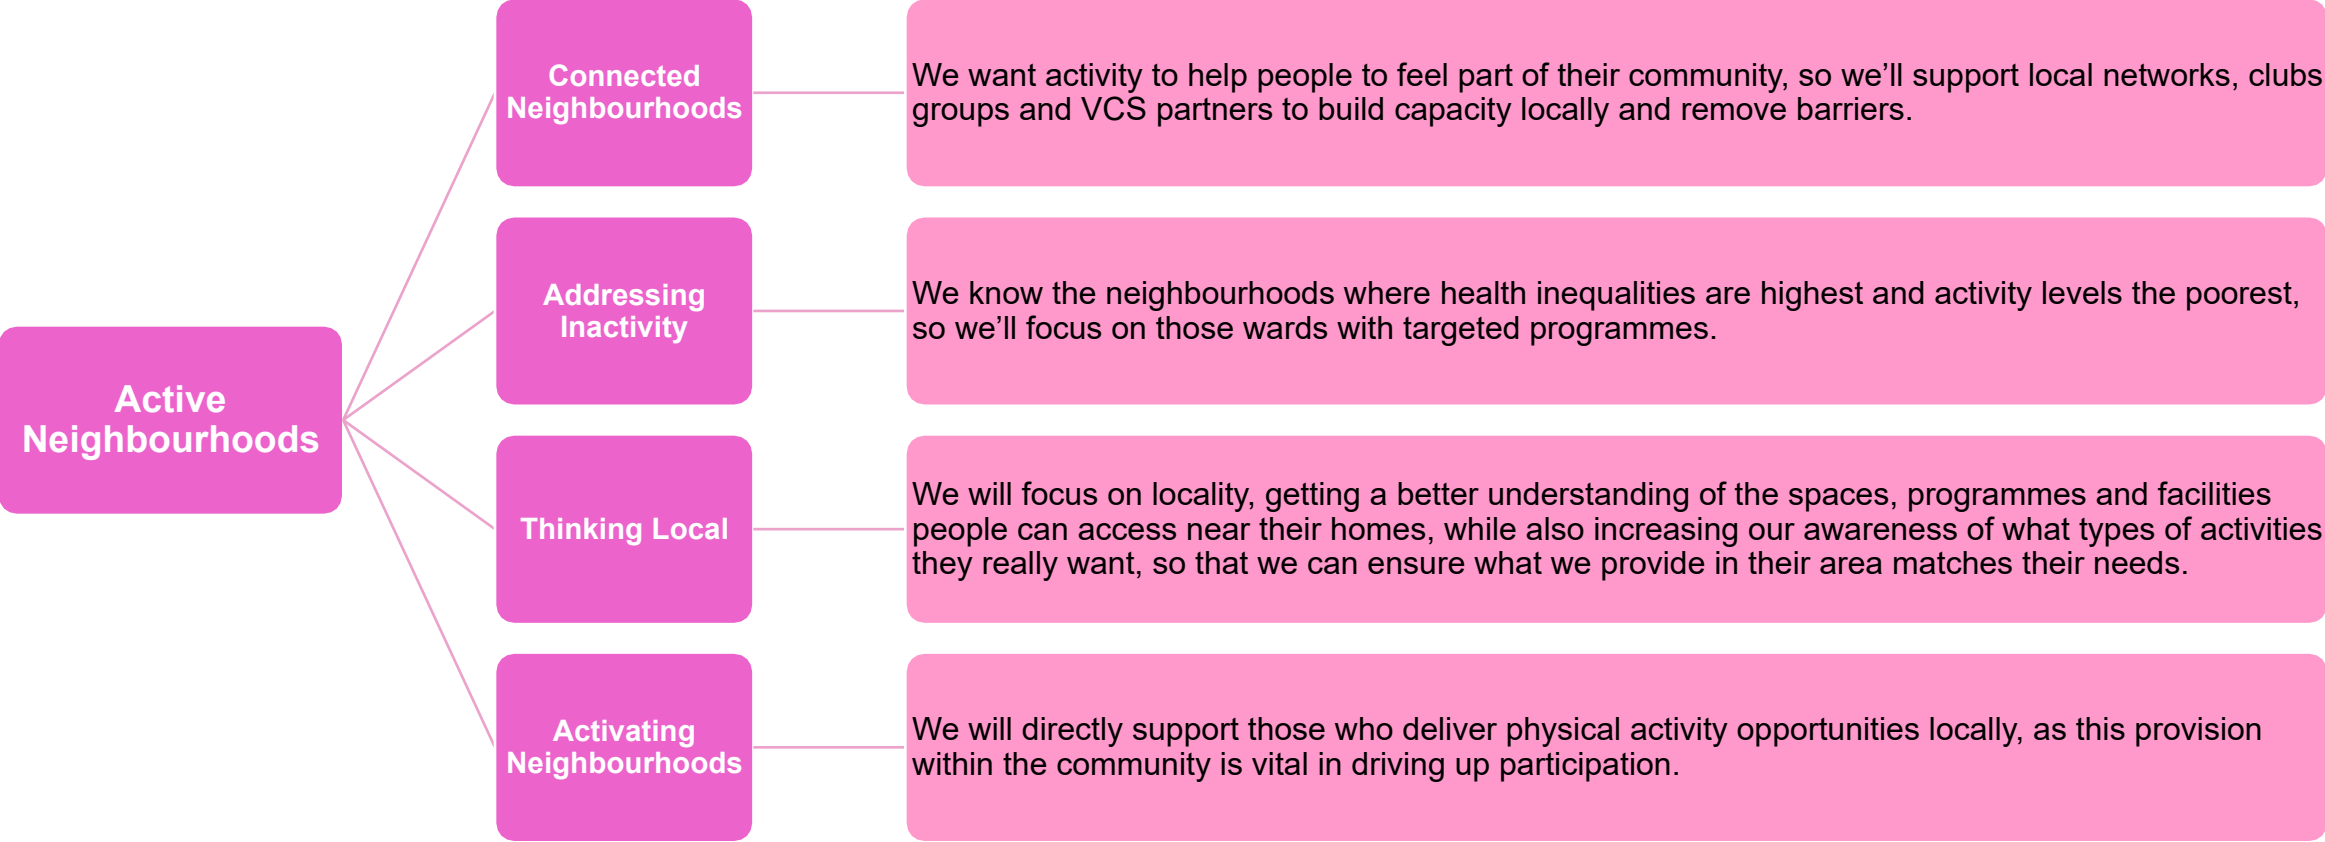 Active
Neighbourhoods
Connected
Neighbourhoods
We want activity to help people to feel part of their community, so we’ll support local networks, clubs
groups and VCS partners to build capacity locally and remove barriers.
Addressing
Inactivity
We know the neighbourhoods where health inequalities are highest and activity levels the poorest,
so we’ll focus on those wards with targeted programmes.
Thinking Local
We will focus on locality, getting a better understanding of the spaces, programmes and facilities
people can access near their homes, while also increasing our awareness of what types of activities
they really want, so that we can ensure what we provide in their area matches their needs.
Activating
Neighbourhoods
We will directly support those who deliver physical activity opportunities locally, as this provision
within the community is vital in driving up participation.